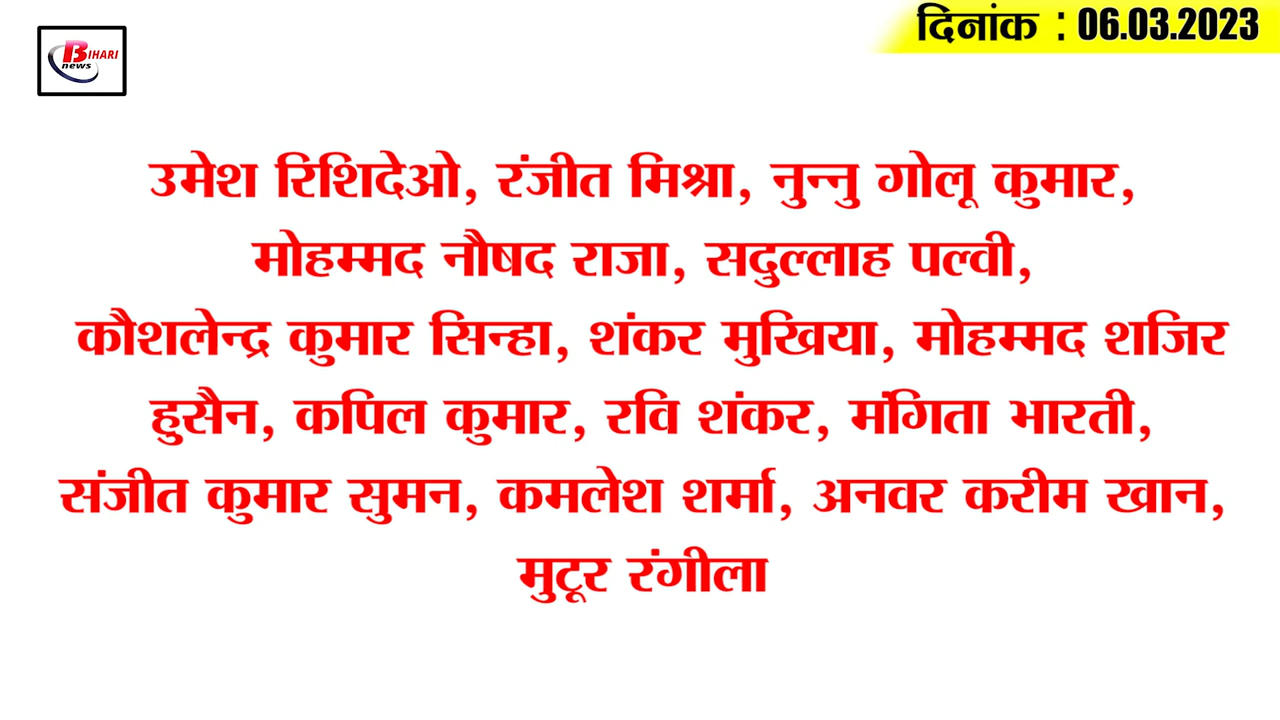 BIHARI
news
दिनांक : 06.03.2023
उमेश रिशिदेओ, रंजीत मिश्रा, नुन्नु गोलू कुमार,
मोहम्मद नौषद राजा, सदुल्लाह पल्वी,
कौशलेन्द्र कुमार सिन्हा, शंकर मुखिया, मोहम्मद शजिर
हुसैन, कपिल कुमार, रवि शंकर, मंगिता भारती,
संजीत कुमार सुमन, कमलेश शर्मा, अनवर करीम खान,
मुटूर रंगीला